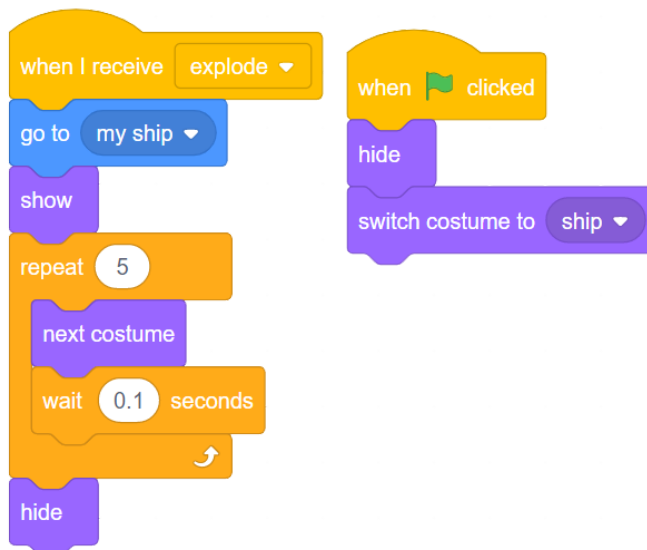 when I receive explode
go to my ship
show
repeat 5
next costume
wait 0.1 seconds
hide
when clicked
hide
switch costume to ship